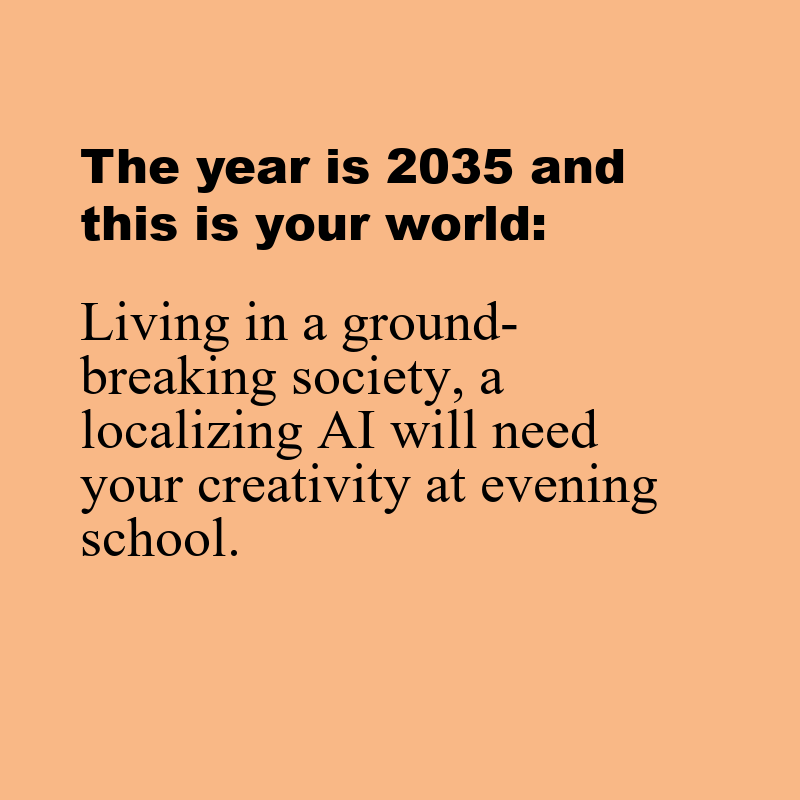 The year is 2035 and
this is your world:
Living in a ground-
breaking society, a
localizing AI will need
your creativity at evening
school.